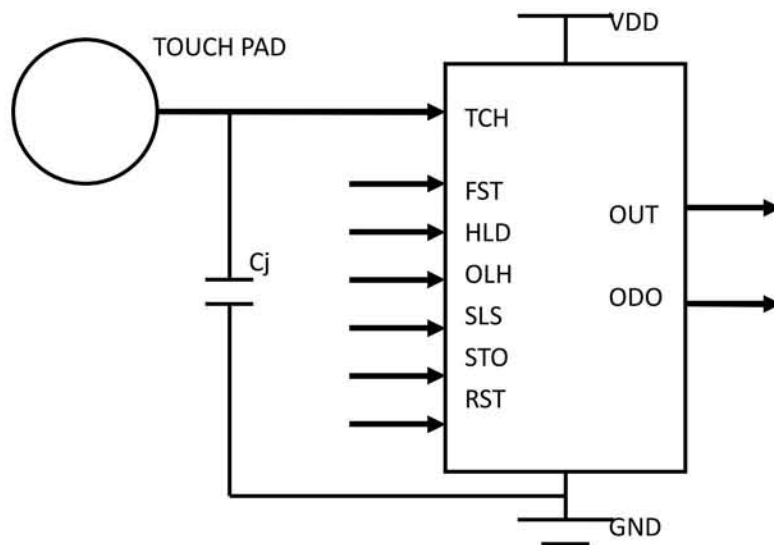 TOUCH PAD
VDD
TCH
FST
HLD
OLH
SLS
STO
RST
OUT
ODO
Cj
GND